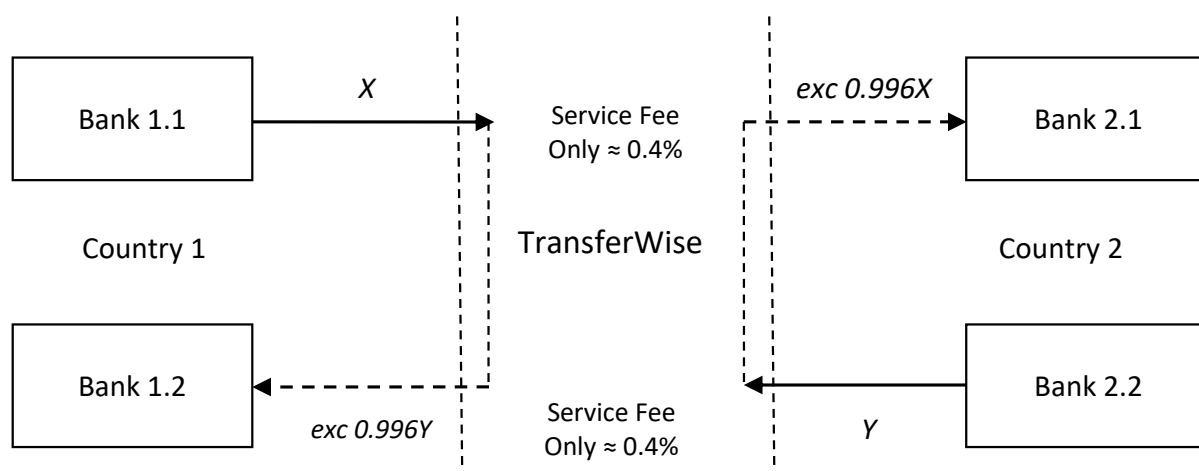 Bank 1.1
X
Service Fee
Only ≈ 0.4%
exc 0.996X
Bank 2.1
Country 1
TransferWise
Country 2
Bank 1.2
exc 0.996Y
Service Fee
Only ≈ 0.4%
Y
Bank 2.2